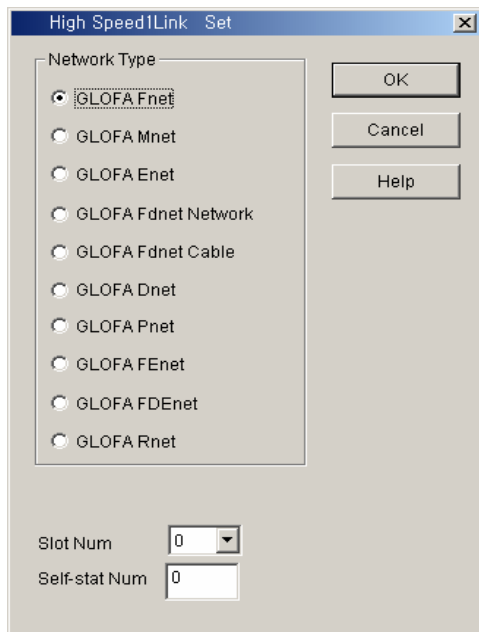 High Speed1Link Set
Network Type
GLOFA Fnet
GLOFA Mnet
GLOFA Enet
GLOFA Fdnet Network
GLOFA Fdnet Cable
GLOFA Dnet
GLOFA Pnet
GLOFA FEnet
GLOFA FDEnet
GLOFA Rnet
OK
Cancel
Help
Slot Num 0
Self-stat Num 0